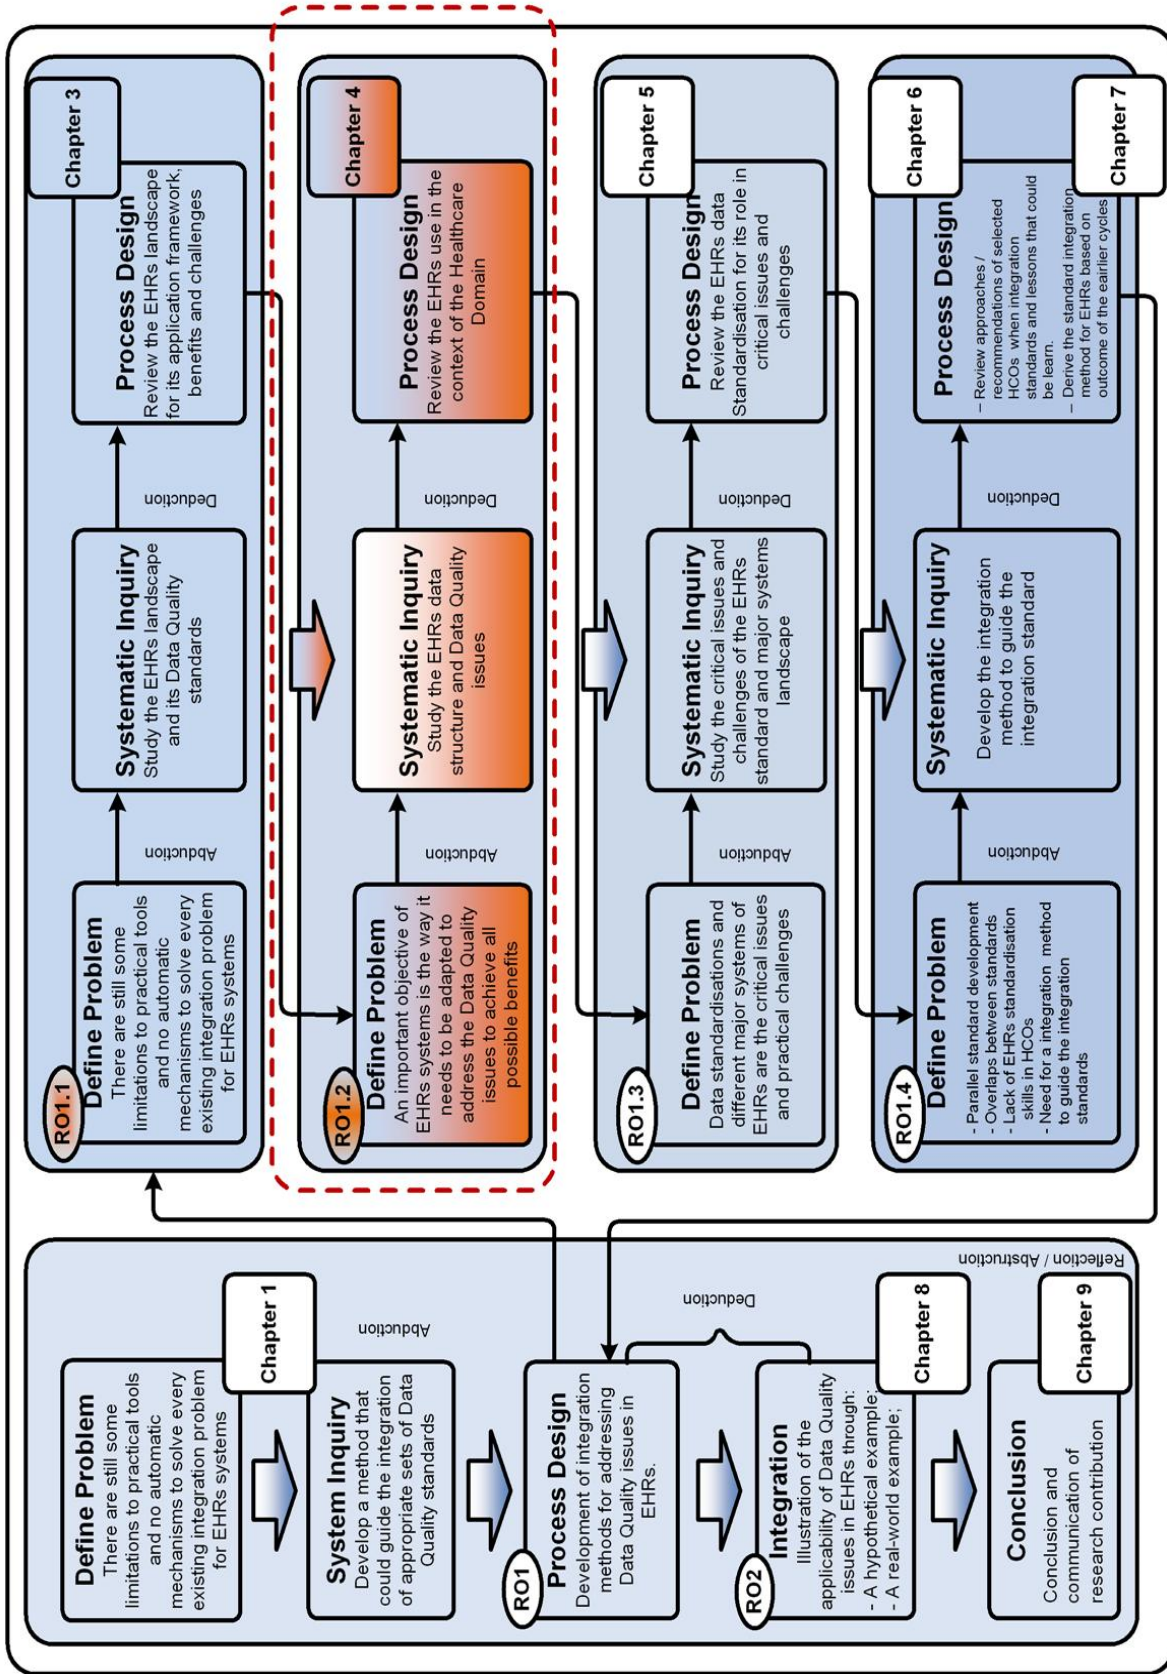 Define Problem
There are still some
limitations to practical tools
and no automatic
mechanisms to solve every
existing integration problem
for EHRs systems
Chapter 1
Abduction
System Inquiry
Develop a method that
could guide the integration
of appropriate sets of Data
Quality standards
RO1
Process Design
Development of integration
methods for addressing
Data Quality issues in
EHRs.
Deduction
RO2
Integration
Illustration of the
applicability of Data Quality
issues in EHRs through:
- A hypothetical example;
- A real-world example;
Chapter 8
Conclusion
Conclusion and
communication of
research contribution
Chapter 9
Reflection / Abstraction
RO1.1
Define Problem
There are still some
limitations to practical tools
and no automatic
mechanisms to solve every
existing integration problem
for EHRs systems
Abduction
Systematic Inquiry
Study the EHRs landscape
and its Data Quality
standards
Deduction
Process Design
Review the EHRs landscape
for its application framework,
benefits and challenges
Chapter 3
RO1.2
Define Problem
An important objective of
EHRs systems is the way it
needs to be adapted to
address the Data Quality
issues to achieve all
possible benefits
Abduction
Systematic Inquiry
Study the EHRs data
structure and Data Quality
issues
Deduction
Process Design
Review the EHRs use in the
context of the Healthcare
Domain
Chapter 4
RO1.3
Define Problem
Data standardisations and
different major systems of
EHRs are the critical issues
and practical challenges
Abduction
Systematic Inquiry
Study the critical issues and
challenges of the EHRs
standard and major systems
landscape
Deduction
Process Design
Review the EHRs data
Standardisation for its role in
critical issues and
challenges
Chapter 5
RO1.4
Define Problem
- Parallel standard development
- Overlaps between standards
- Lack of EHRs standardisation
skills in HCOs
- Need for a integration method
to guide the integration
standards
Abduction
Systematic Inquiry
Develop the integration
method to guide the
integration standard
Deduction
Process Design
– Review approaches /
recommendations of selected
HCOs when integration
standards and lessons that could
be learn.
– Derive the standard integration
method for EHRs based on
outcome of the eairlier cycles
Chapter 6
Chapter 7